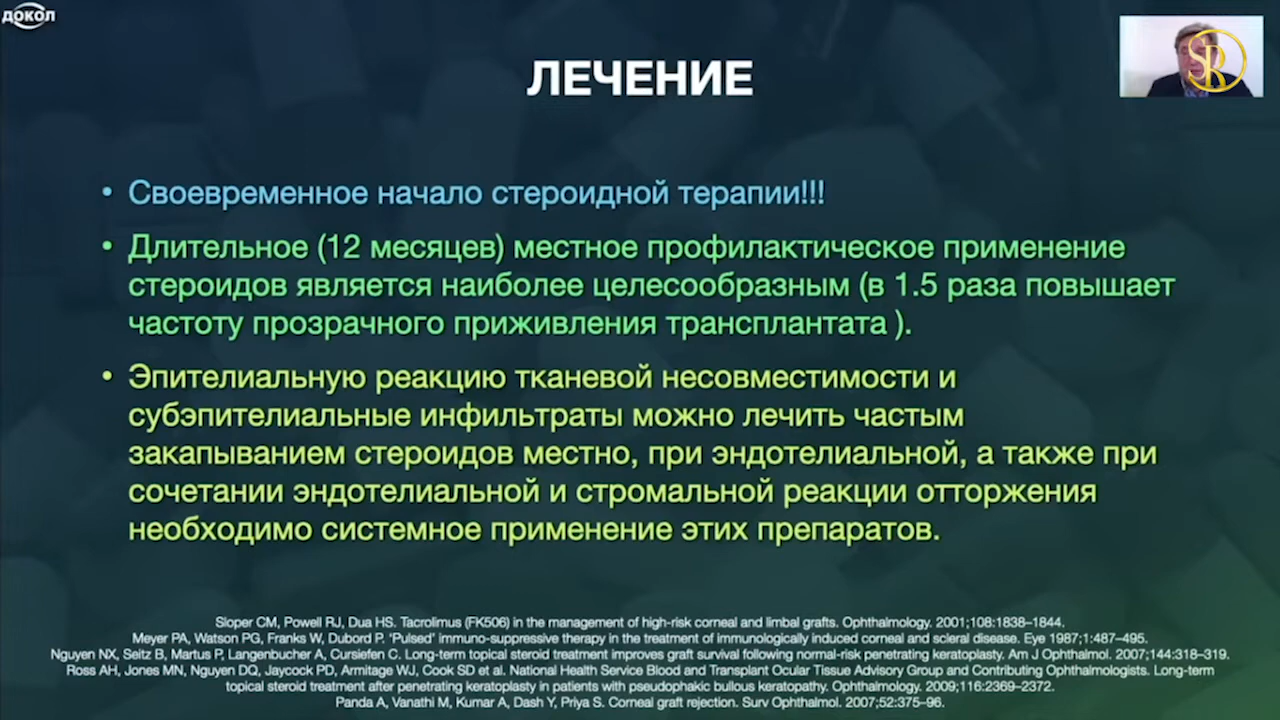 ДОКОЛ
SR
ЛЕЧЕНИЕ
• Своевременное начало стероидной терапии!!!
• Длительное (12 месяцев) местное профилактическое применение
стероидов является наиболее целесообразным (в 1.5 раза повышает
частоту прозрачного приживления трансплантата ).
• Эпителиальную реакцию тканевой несовместимости и
субэпителиальные инфильтраты можно лечить частым
закапыванием стероидов местно, при эндотелиальной, а также при
сочетании эндотелиальной и стромальной реакции отторжения
необходимо системное применение этих препаратов.
Sloper CM, Powell RJ, Dua HS. Tacrolimus (FK506) in the management of high-risk corneal and limbal grafts. Ophthalmology. 2001;108:1838–1844.
Meyer PA, Watson PG, Franks W, Dubord P. 'Pulsed' immuno-suppressive therapy in the treatment of immunologically induced corneal and scleral disease. Eye 1987;1:487–495.
Nguyen NX, Seitz B, Martus P, Langenbucher A, Cursiefen C. Long-term topical steroid treatment improves graft survival following normal-risk penetrating keratoplasty. Am J Ophthalmol. 2007;144:318–319.
Ross AH, Jones MN, Nguyen DQ, Jaycock PD, Armitage WJ, Cook SD et al. National Health Service Blood and Transplant Ocular Tissue Advisory Group and Contributing Ophthalmologists. Long-term
topical steroid treatment after penetrating keratoplasty in patients with pseudophakic bullous keratopathy. Ophthalmology. 2009;116:2369–2372.
Panda A, Vanathi M, Kumar A, Dash Y, Priya S. Corneal graft rejection. Surv Ophthalmol. 2007;52:375–96.